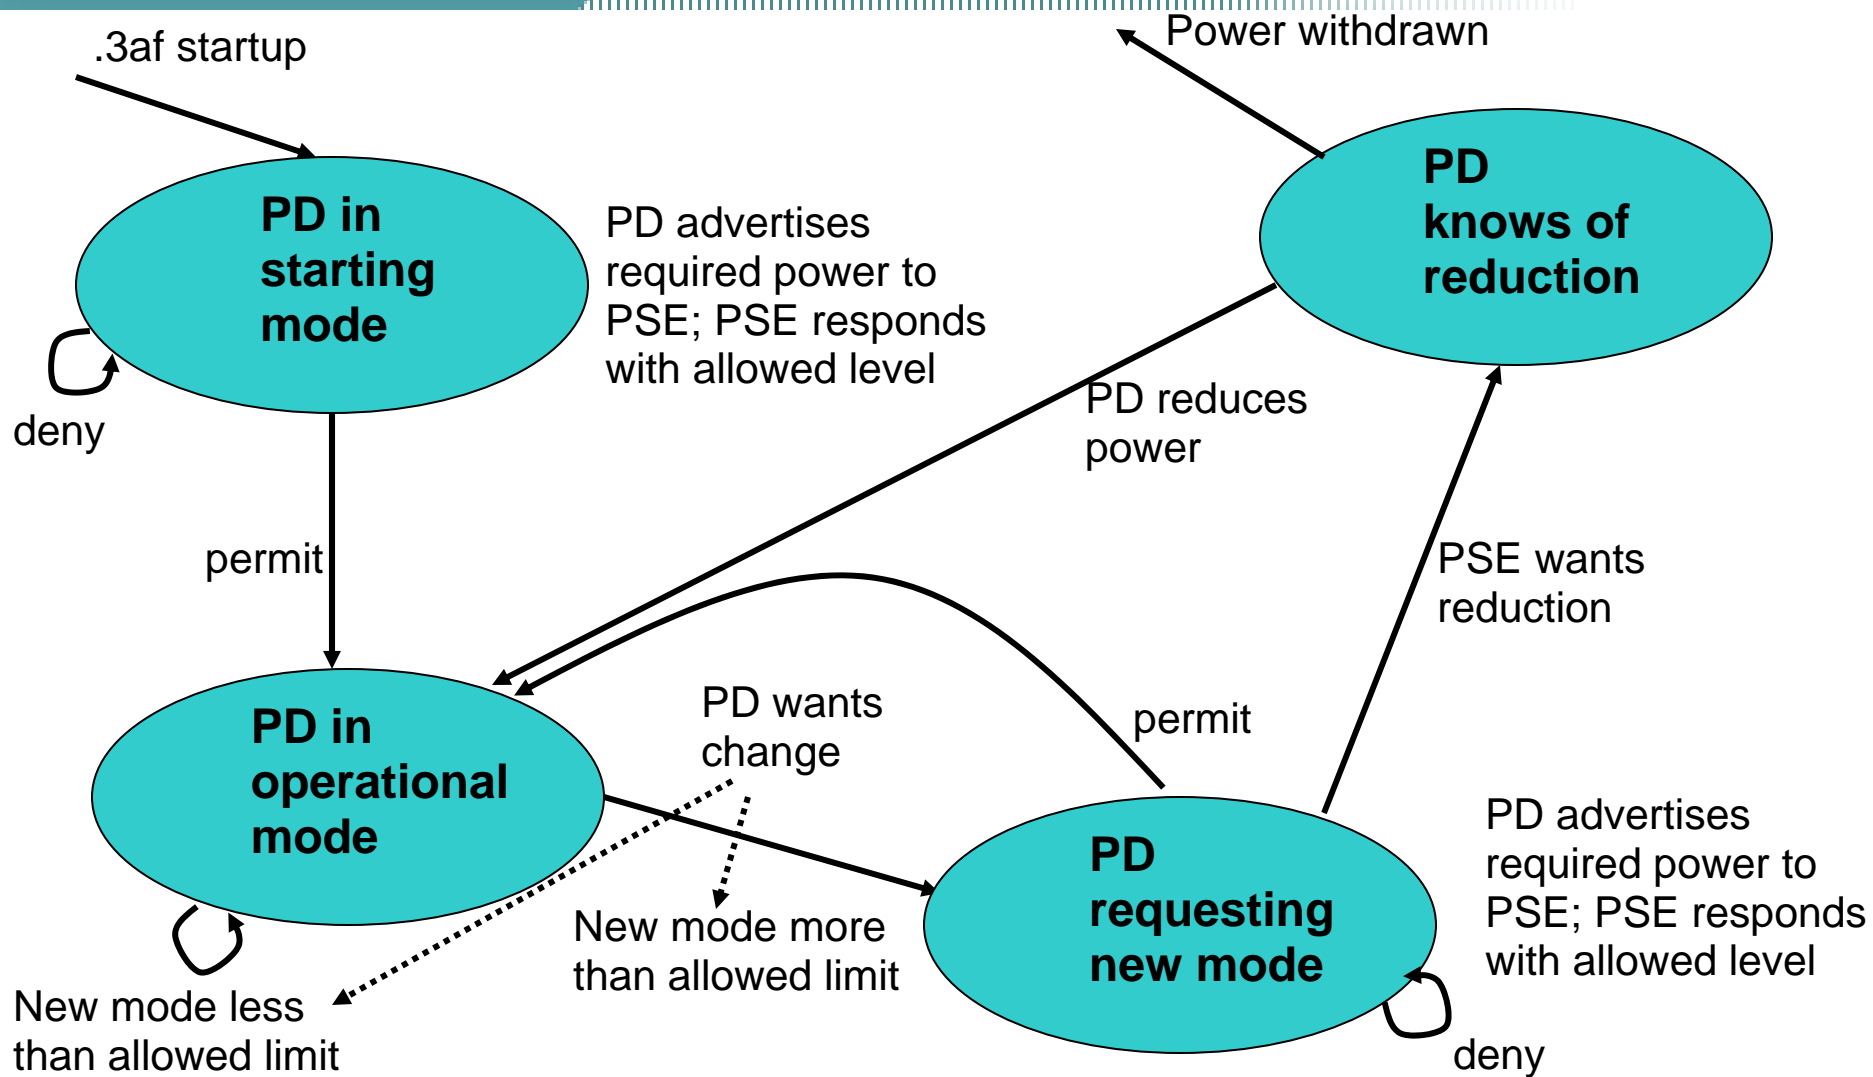 .3af startup
Power withdrawn
PD in
starting
mode
PD advertises
required power to
PSE; PSE responds
with allowed level
PD
knows of
reduction
deny
PD reduces
power
permit
PSE wants
reduction
PD in
operational
mode
PD wants
change
permit
New mode less
than allowed limit
New mode more
than allowed limit
PD
requesting
new mode
PD advertises
required power to
PSE; PSE responds
with allowed level
deny